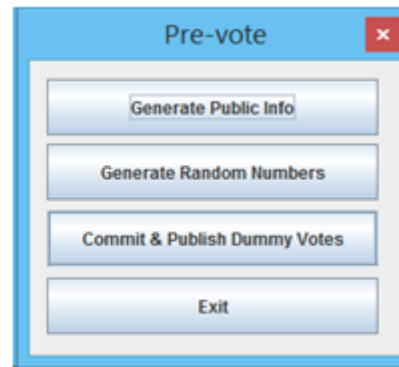 Pre-vote
Generate Public Info
Generate Random Numbers
Commit & Publish Dummy Votes
Exit